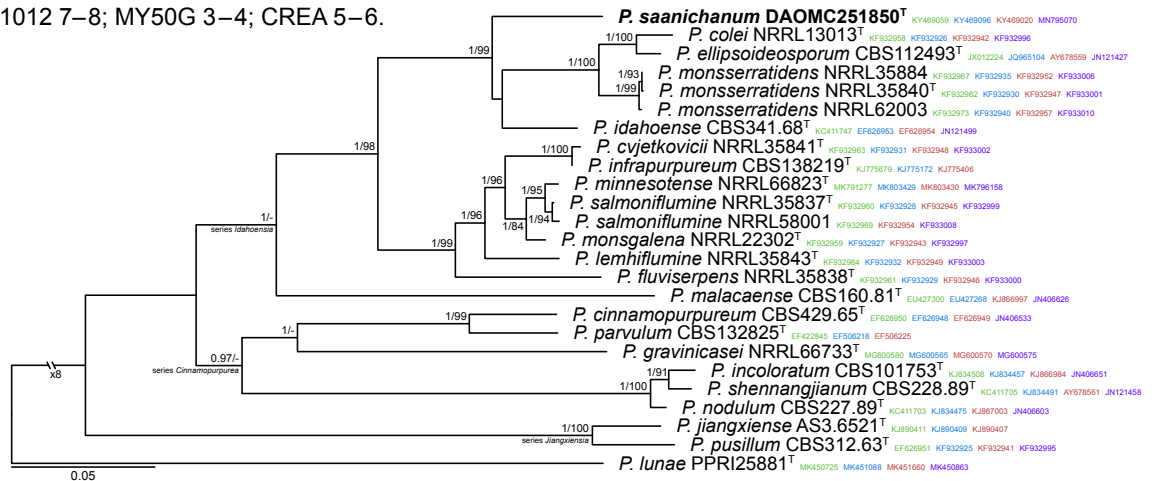 1012 7–8; MY50G 3–4; CREA 5–6.
P. saanichanum DAOMC251850T KY469059 KY469096 KY469020 MN795070
1/99
1/100 P. colei NRRL13013T KF932958 KF932926 KF932942 KF932996
P. ellipsoideosporum CBS112493T JX012224 JQ965104 AY678559 JN121427
1/100
1/93 P. monsserratidens NRRL35884 KF932967 KF932935 KF932952 KF933006
1/99 P. monsserratidens NRRL35840T KF932962 KF932930 KF932947 KF933001
P. monsserratidens NRRL62003 KF932973 KF932940 KF932957 KF933010
P. idahoense CBS341.68T KC411747 EF626953 EF626954 JN121499
1/98
1/100 P. cvjetkovicii NRRL35841T KF932963 KF932931 KF932948 KF933002
P. infrapurpureum CBS138219T KJ775679 KJ775172 KJ775406
1/96
P. minnesotense NRRL66823T MK791277 MK803429 MK803430 MK796158
1/95
P. salmoniflumine NRRL35837T KF932960 KF932928 KF932945 KF932999
1/96 1/84 1/94 P. salmoniflumine NRRL58001 KF932969 KF932954 KF933008
1/-
series Idahoensia
P. monsgalena NRRL22302T KF932959 KF932927 KF932943 KF932997
1/99
P. lemhiflumine NRRL35843T KF932964 KF932932 KF932949 KF933003
P. fluviserpens NRRL35838T KF932961 KF932929 KF932946 KF933000
P. malacaense CBS160.81T EU427300 EU427268 KJ866997 JN406626
1/99 P. cinnamopurpureum CBS429.65T EF626950 EF626948 EF626949 JN406533
1/-
P. parvulum CBS132825T EF422845 EF506218 EF506225
P. gravinicasei NRRL66733T MG600580 MG600565 MG600570 MG600575
0.97/-
series Cinnamopurpurea
x8
1/91 P. incoloratum CBS101753T KJ834508 KJ834457 KJ866984 JN406651
1/100 P. shennangjianum CBS228.89T KC411705 KJ834491 AY678561 JN121458
P. nodulum CBS227.89T KC411703 KJ834475 KJ867003 JN406603
1/100
series Jiangxiensia
P. jiangxiense AS3.6521T KJ890411 KJ890409 KJ890407
P. pusillum CBS312.63T EF626951 KF932925 KF932941 KF932995
P. lunae PPRI25881T MK450725 MK451088 MK451660 MK450863
0.05